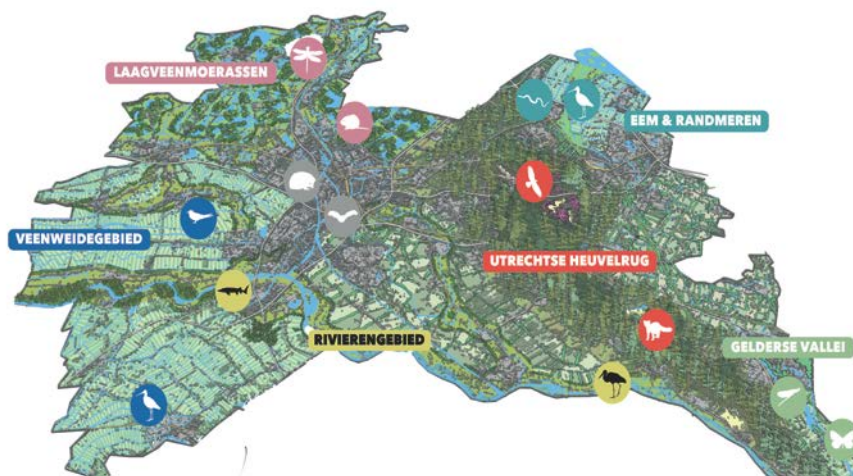 LAAGVEENMOERASSEN
EEM & RANDMEREN
VEENWEIDEGEBIED
UTRECHTSE HEUVELRUG
RIVIERENGEBIED
GELDERSE VALLEI